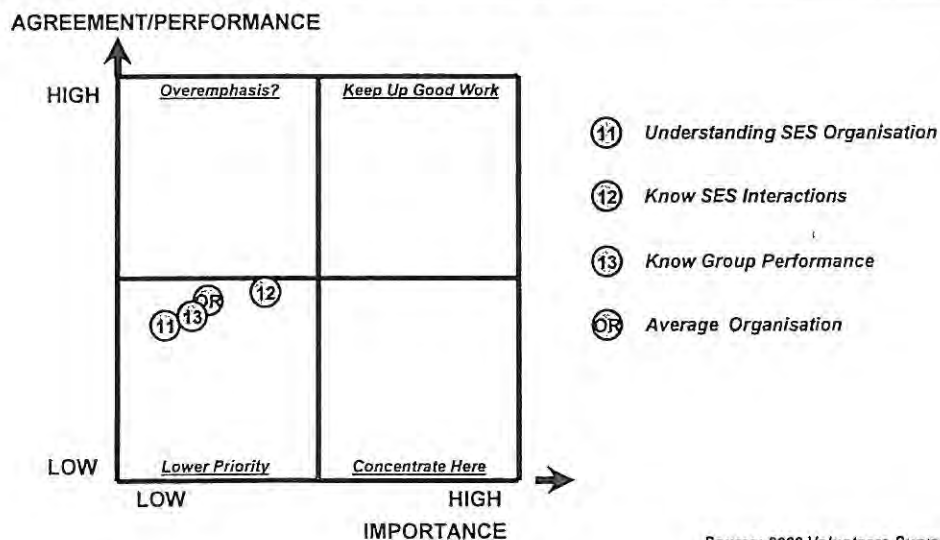 AGREEMENT/PERFORMANCE
HIGH
Overemphasis?
Keep Up Good Work
11 Understanding SES Organisation
12 Know SES Interactions
13 Know Group Performance
OR Average Organisation
12
OR
13
11
LOW
Lower Priority
Concentrate Here
LOW
HIGH
IMPORTANCE